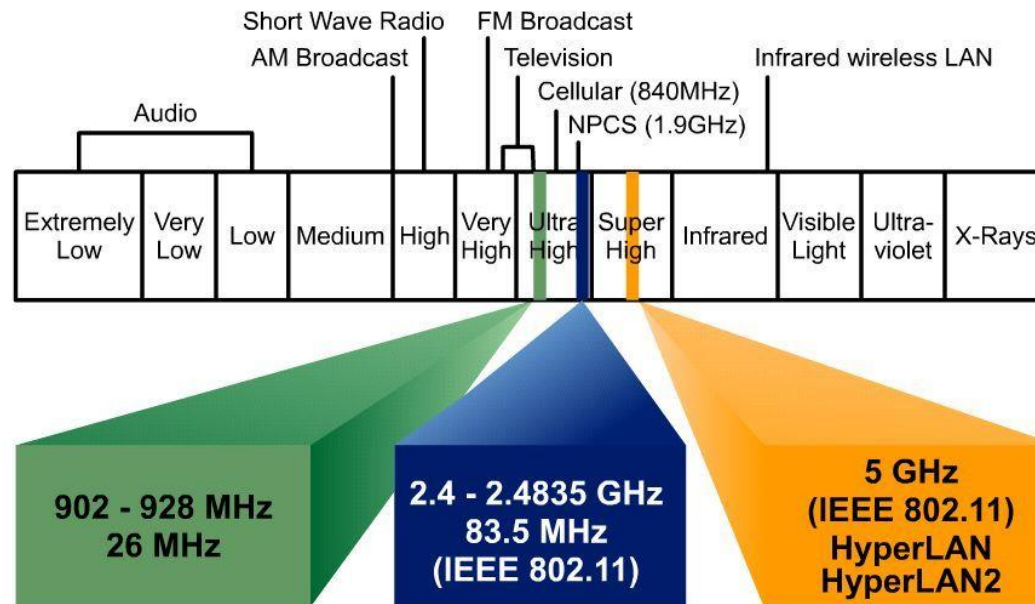 Short Wave Radio
FM Broadcast
AM Broadcast
Television
Infrared wireless LAN
Cellular (840MHz)
Audio
NPCS (1.9GHz)
Extremely
Low
Very
Low
Low
Medium
High
Very
High
Ultra
High
Super
High
Infrared
Visible
Light
Ultra-
violet
X-Rays
902 - 928 MHz
26 MHz
2.4 - 2.4835 GHz
83.5 MHz
(IEEE 802.11)
5 GHz
(IEEE 802.11)
HyperLAN
HyperLAN2